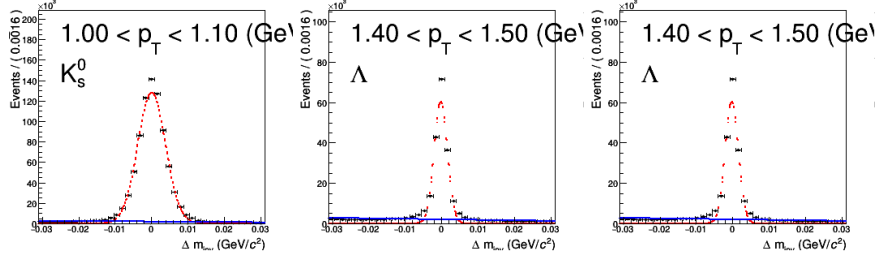 ×10³
1.00 < p_T < 1.10 (GeV
K_S^0
Events / ( 0.0016 )
200
180
160
140
120
100
80
60
40
20
0
−0.03 −0.02 −0.01 0 0.01 0.02 0.03
Δ m_inv (GeV/c²)
×10³
1.40 < p_T < 1.50 (GeV
Λ
Events / ( 0.0016 )
100
80
60
40
20
0
−0.03 −0.02 −0.01 0 0.01 0.02 0.03
Δ m_inv (GeV/c²)
×10³
1.40 < p_T < 1.50 (GeV
Λ
Events / ( 0.0016 )
100
80
60
40
20
0
−0.03 −0.02 −0.01 0 0.01 0.02 0.03
Δ m_inv (GeV/c²)